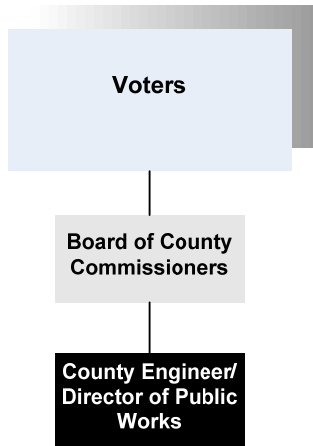 Voters
Board of County
Commissioners
County Engineer/
Director of Public
Works